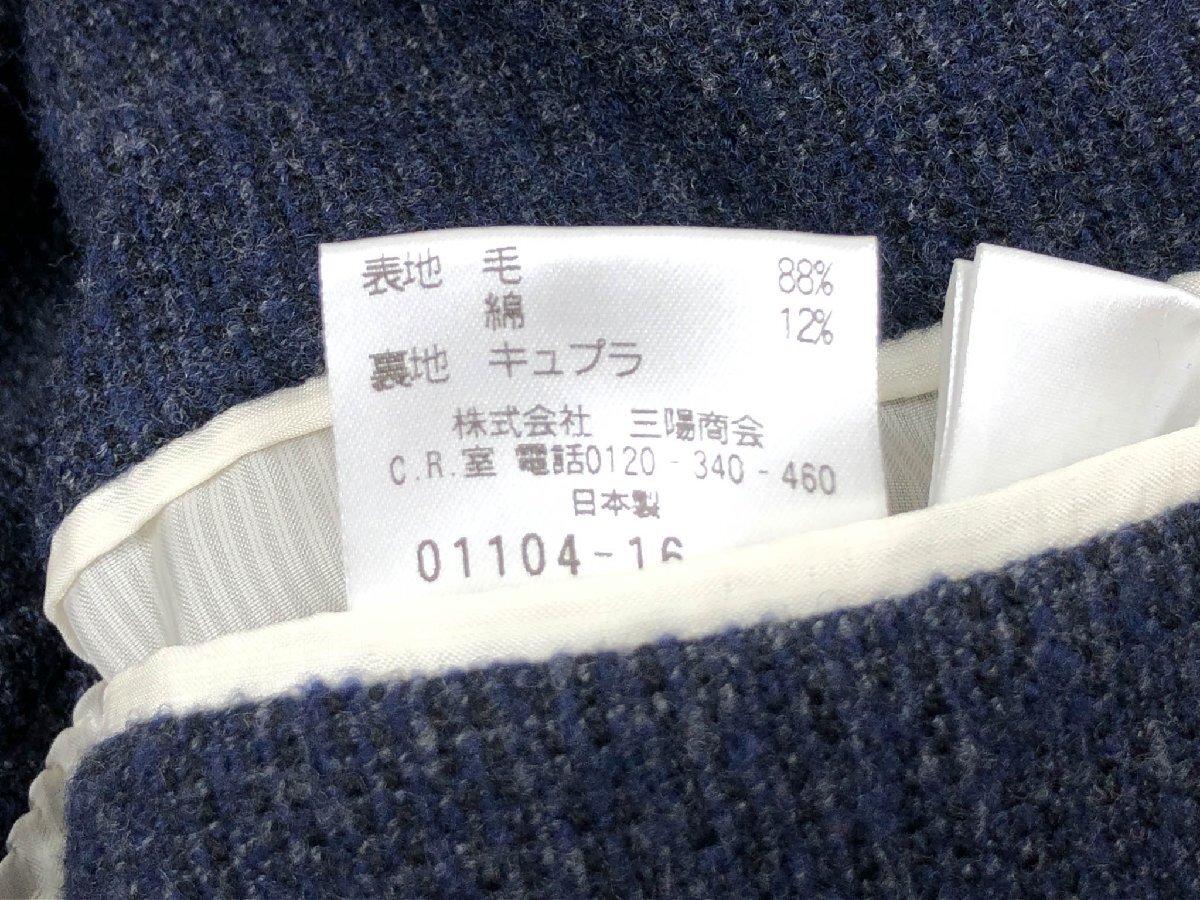 表地 毛 88%
綿 12%
裏地 キュプラ
株式会社 三陽商会
C.R.室 電話0120-340-460
日本製
01104-16